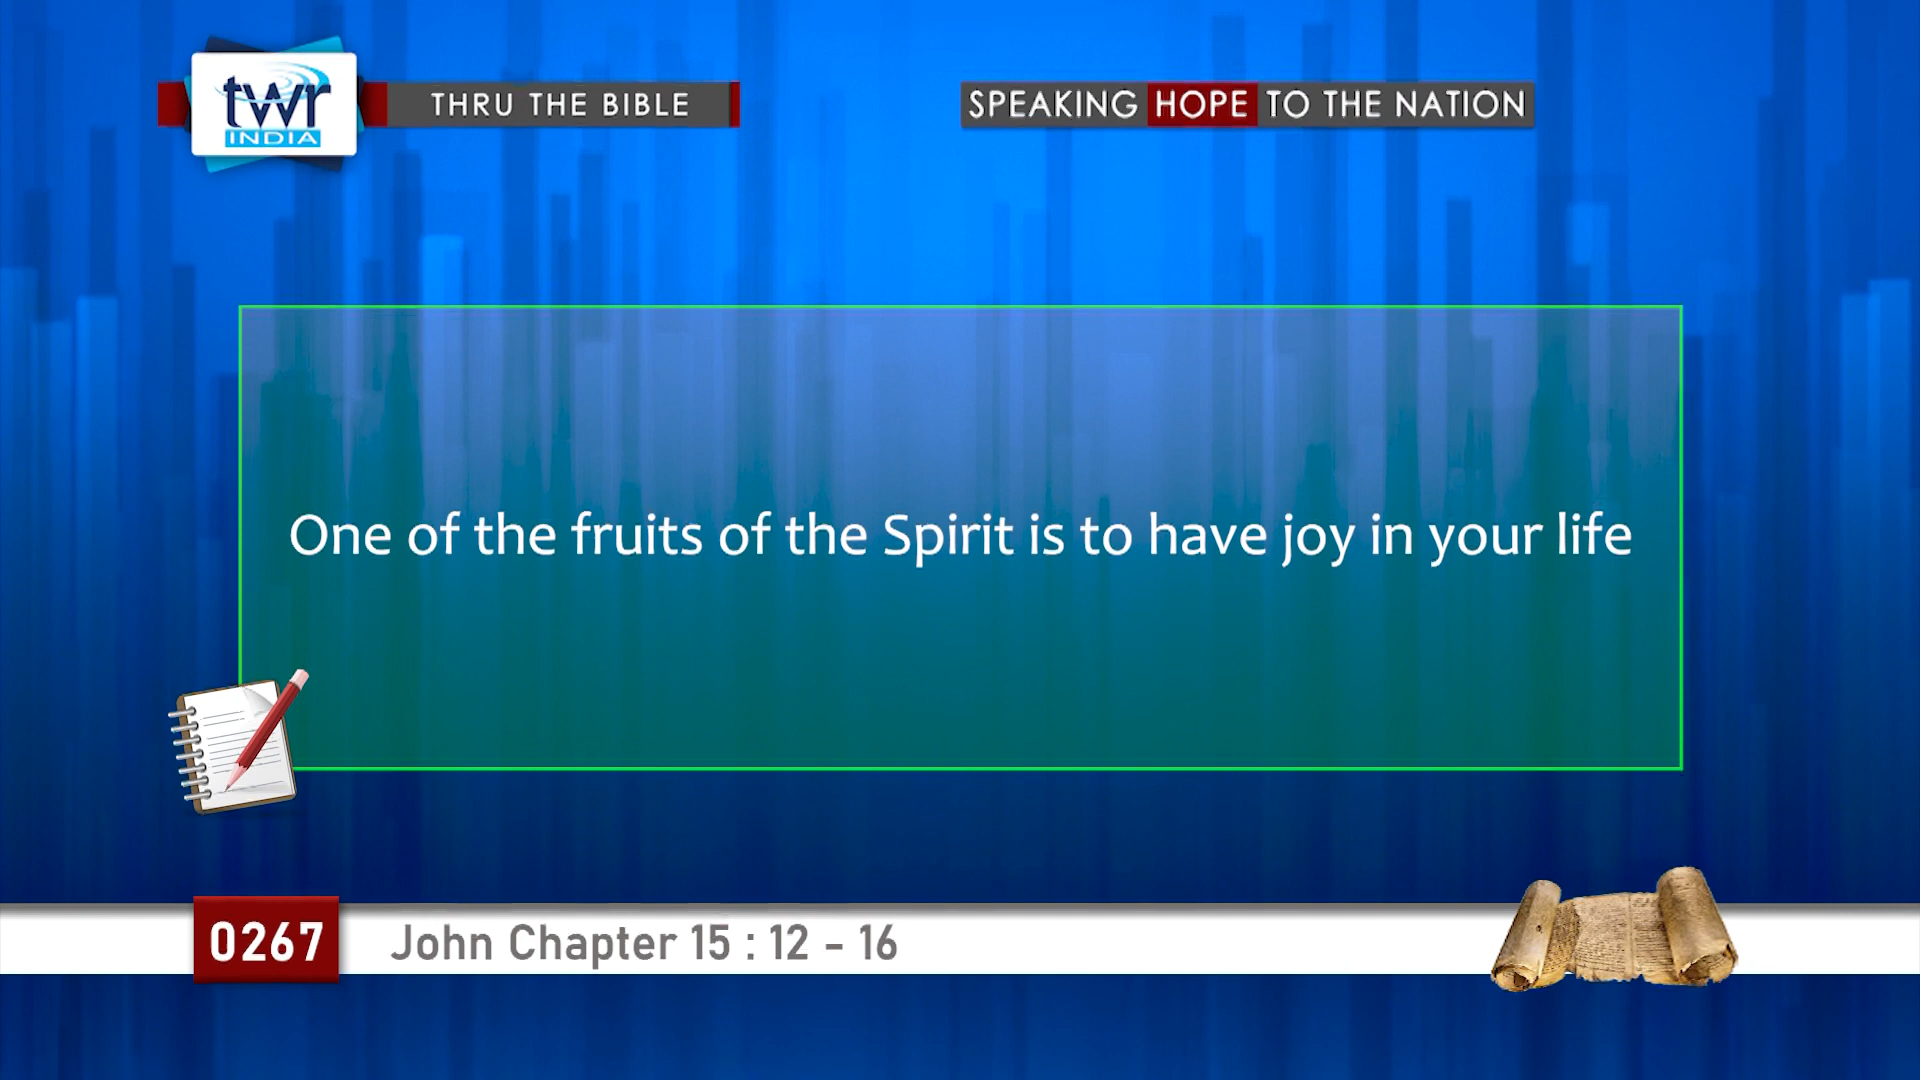 twr
INDIA
THRU THE BIBLE
SPEAKING HOPE TO THE NATION
One of the fruits of the Spirit is to have joy in your life
0267
John Chapter 15 : 12 - 16